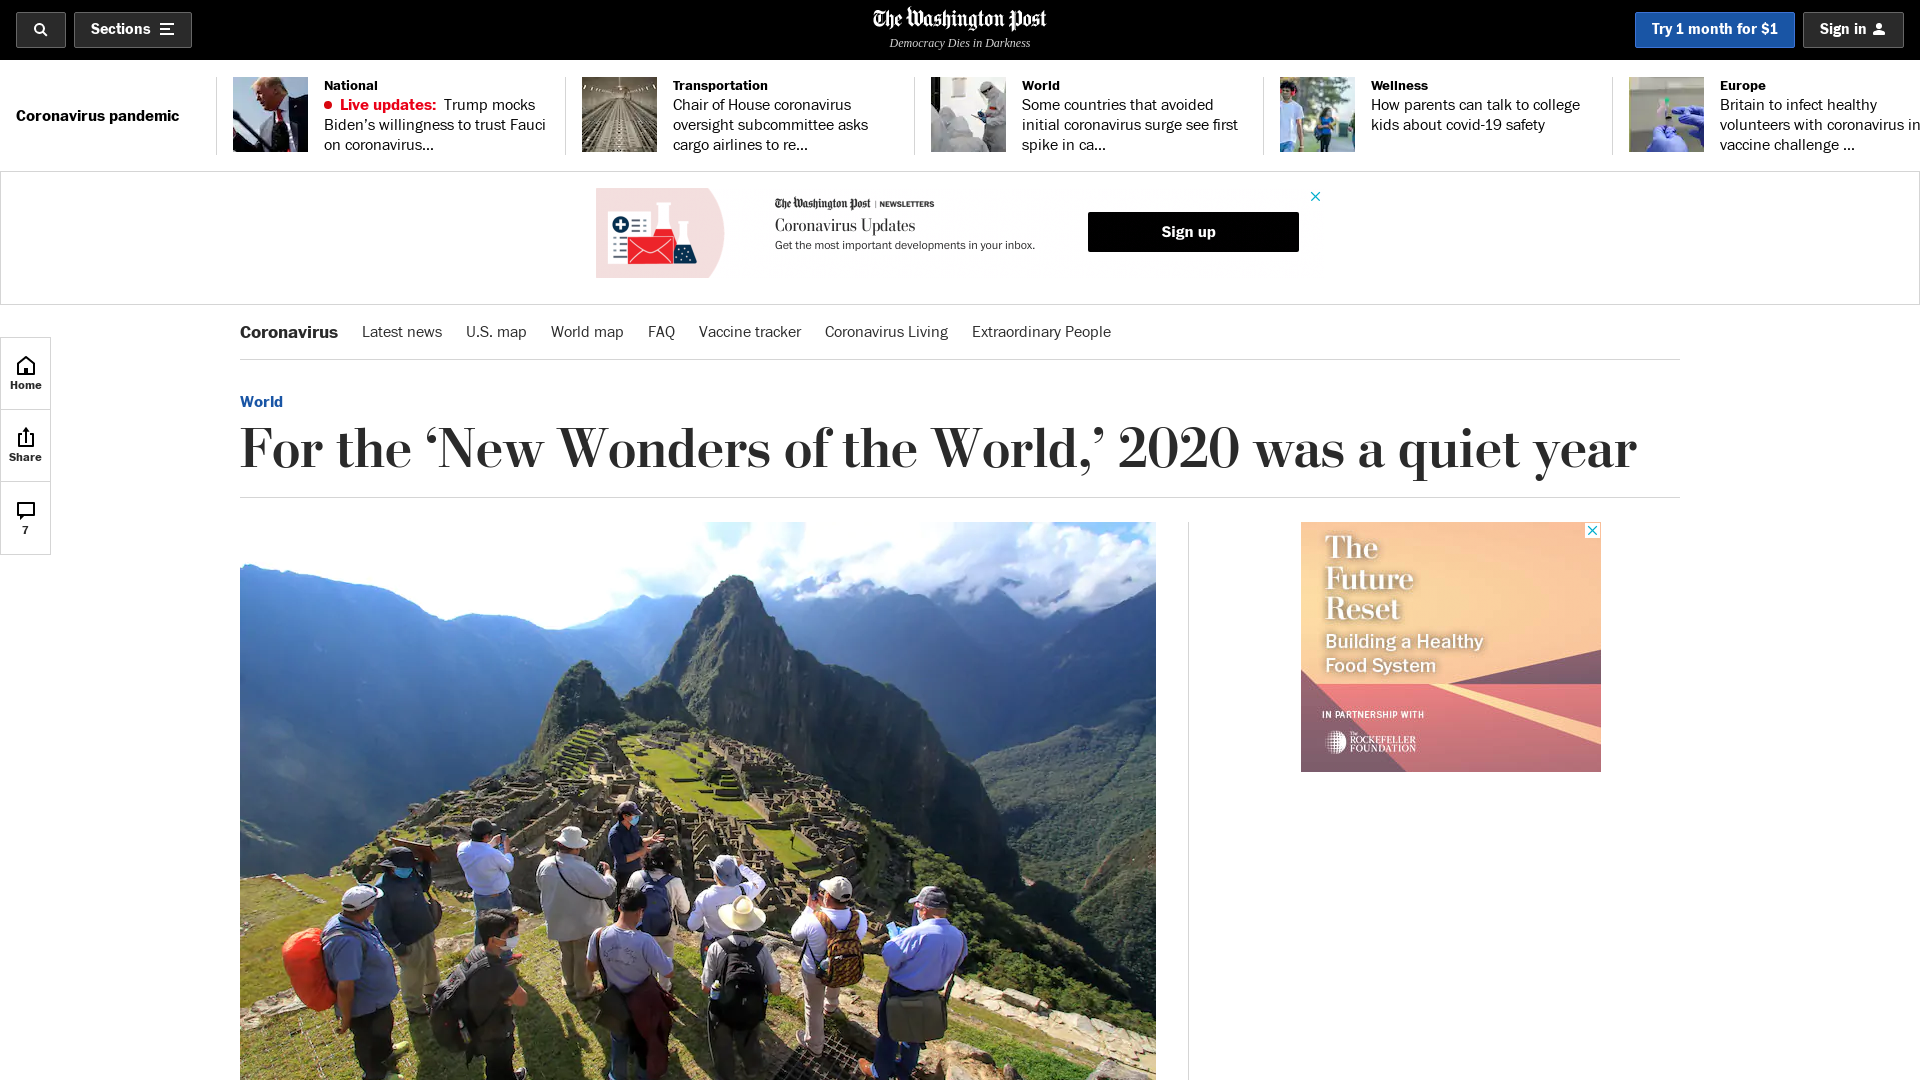 Sections
The Washington Post
Democracy Dies in Darkness
Try 1 month for $1
Sign in
Coronavirus pandemic
National
Live updates: Trump mocks
Biden’s willingness to trust Fauci
on coronavirus...
Transportation
Chair of House coronavirus
oversight subcommittee asks
cargo airlines to re...
World
Some countries that avoided
initial coronavirus surge see first
spike in ca...
Wellness
How parents can talk to college
kids about covid-19 safety
Europe
Britain to infect healthy
volunteers with coronavirus in
vaccine challenge ...
The Washington Post | NEWSLETTERS
Coronavirus Updates
Get the most important developments in your inbox.
Sign up
Coronavirus
Latest news
U.S. map
World map
FAQ
Vaccine tracker
Coronavirus Living
Extraordinary People
Home
Share
7
World
For the ‘New Wonders of the World,’ 2020 was a quiet year
The
Future
Reset
Building a Healthy
Food System
IN PARTNERSHIP WITH
The
ROCKEFELLER
FOUNDATION